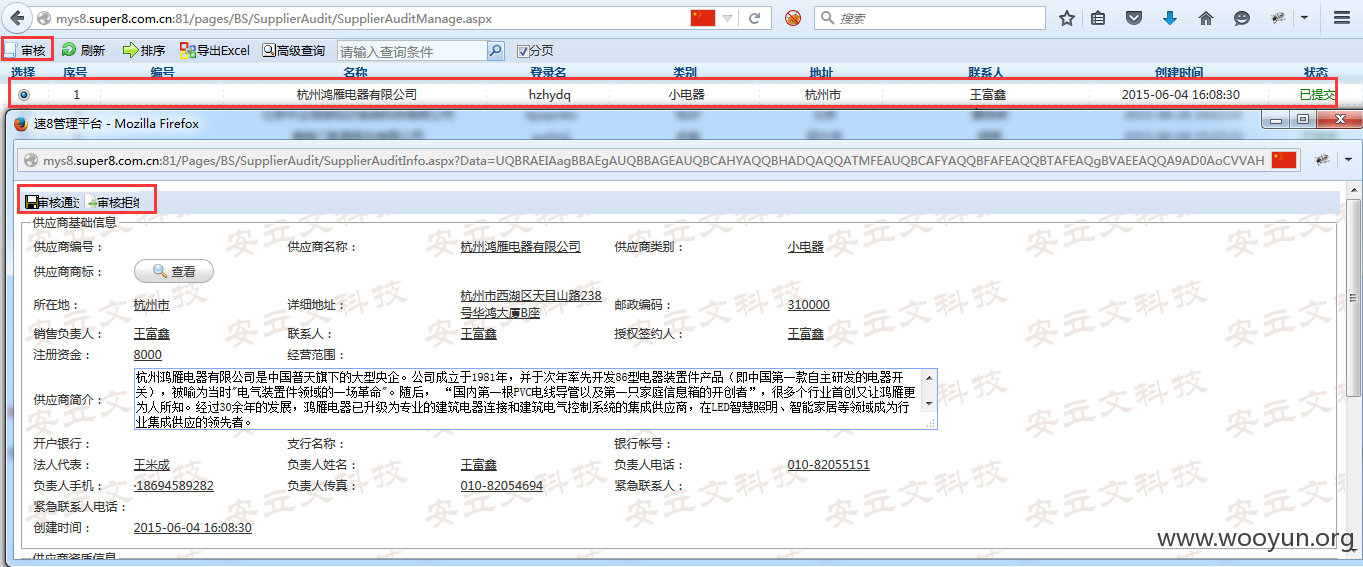 mys8.super8.com.cn:81/pages/BS/SupplierAudit/SupplierAuditManage.aspx 搜索
审核 刷新 排序 导出Excel 高级查询 请输入查询条件 分页
选择 序号 编号 名称 登录名 类别 地址 联系人 创建时间 状态
1 杭州鸿雁电器有限公司 hzhydq 小电器 杭州市 王富鑫 2015-06-04 16:08:30 已提交
速8管理平台 - Mozilla Firefox
mys8.super8.com.cn:81/Pages/BS/SupplierAudit/SupplierAuditInfo.aspx?Data=UQBRAEIAagBBAEgAUQBBAGEAUQBCAHYAQQBHADQAQQATMFEAUQBCAFYAQQBFAFEAQQBTAFEAQgBVAEEAQQA9AD0AoCVVAH
审核通过 审核拒绝
供应商基础信息
供应商编号： 供应商名称： 杭州鸿雁电器有限公司 供应商类别： 小电器
供应商商标： 查看
所在地： 杭州市 详细地址： 杭州市西湖区天目山路238号华鸿大厦B座 邮政编码： 310000
销售负责人： 王富鑫 联系人： 王富鑫 授权签约人： 王富鑫
注册资金： 8000 经营范围：
供应商简介：
杭州鸿雁电器有限公司是中国普天旗下的大型央企。公司成立于1981年，并于次年率先开发86型电器装置件产品（即中国第一款自主研发的电器开
关），被喻为当时"电气装置件领域的一场革命"。随后，“国内第一根PVC电线导管以及第一只家庭信息箱的开创者”，很多个行业首创又让鸿雁更
为人所知。经过30余年的发展，鸿雁电器已升级为专业的建筑电器连接和建筑电气控制系统的集成供应商，在LED智慧照明、智能家居等领域成为行
业集成供应的领先者。
开户银行： 支行名称： 银行帐号：
法人代表： 王米成 负责人姓名： 王富鑫 负责人电话： 010-82055151
负责人手机： ·18694589282 负责人传真： 010-82054694 紧急联系人：
紧急联系人电话：
创建时间： 2015-06-04 16:08:30
供应商资质信息
安元文科技
www.wooyun.org